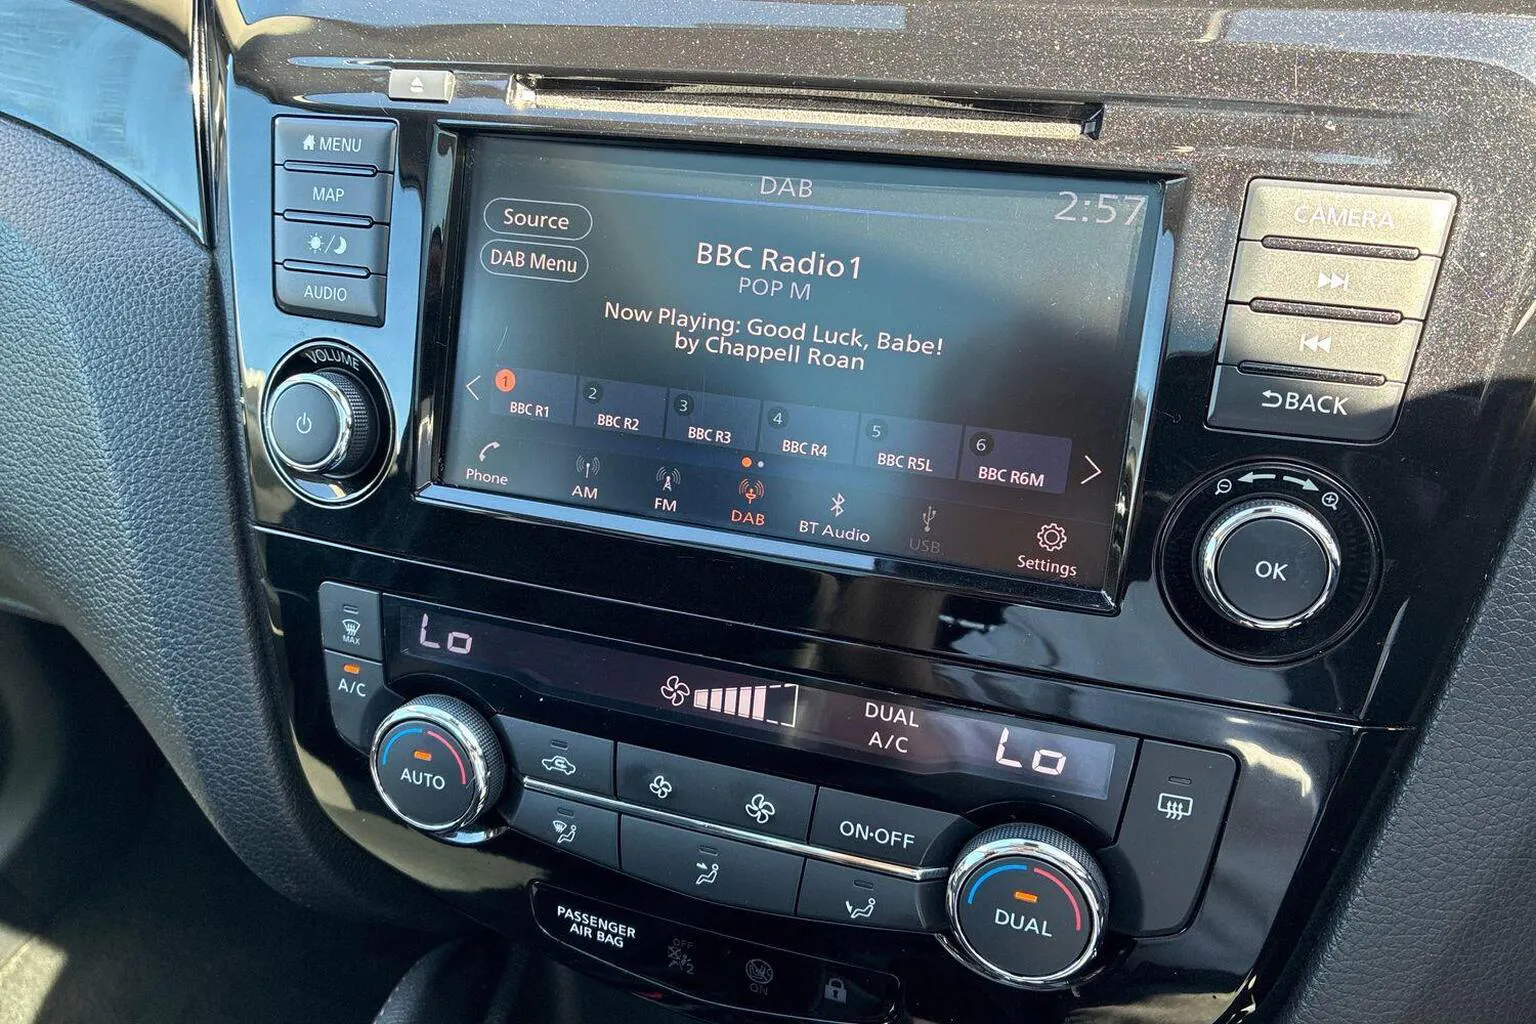 MENU
MAP
AUDIO
VOLUME
DAB
2:57
Source
DAB Menu
BBC Radio1
POP M
Now Playing: Good Luck, Babe!
by Chappell Roan
1
BBC R1
2
BBC R2
3
BBC R3
4
BBC R4
5
BBC R5L
6
BBC R6M
Phone
AM
FM
DAB
BT Audio
USB
Settings
CAMERA
BACK
OK
MAX
A/C
Lo
DUAL
A/C
Lo
AUTO
ON·OFF
DUAL
PASSENGER
AIR BAG
OFF
2
ON